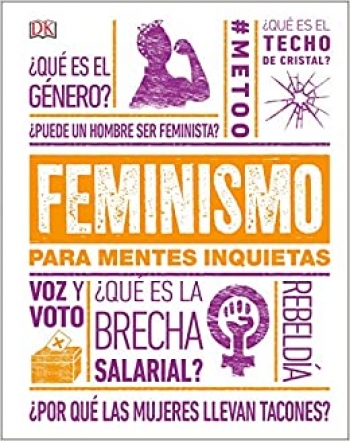 DK
¿QUÉ ES EL
GÉNERO?
¿PUEDE UN HOMBRE SER FEMINISTA?
#METOO
¿QUÉ ES EL
TECHO
DE CRISTAL?
FEMINISMO
PARA MENTES INQUIETAS
VOZ Y
VOTO
¿QUÉ ES LA
BRECHA
SALARIAL?
REBELDÍA
¿POR QUÉ LAS MUJERES LLEVAN TACONES?